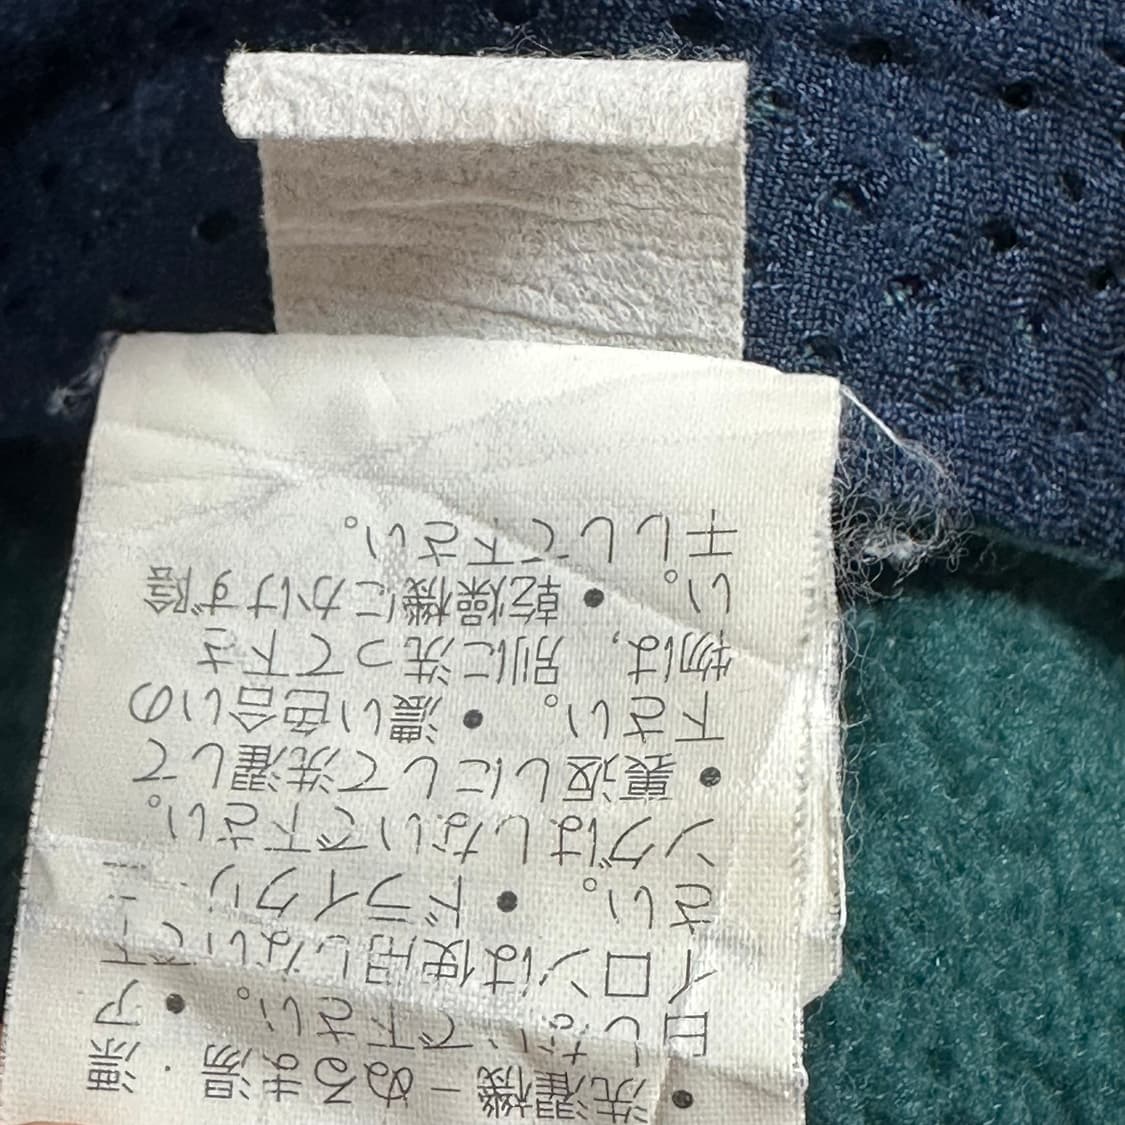 ● 洗濯機 – ぬるま湯・漂
白しないで下さい。 ● ア
イロンは使用しないで下
さい。 ● ドライクリー
ングはしないで下さい。
● 裏返しにして洗濯して
下さい。 ● 濃い色合いの
物は, 別に洗って下さ
い。 ● 乾燥機にかけず陰
干しして下さい。